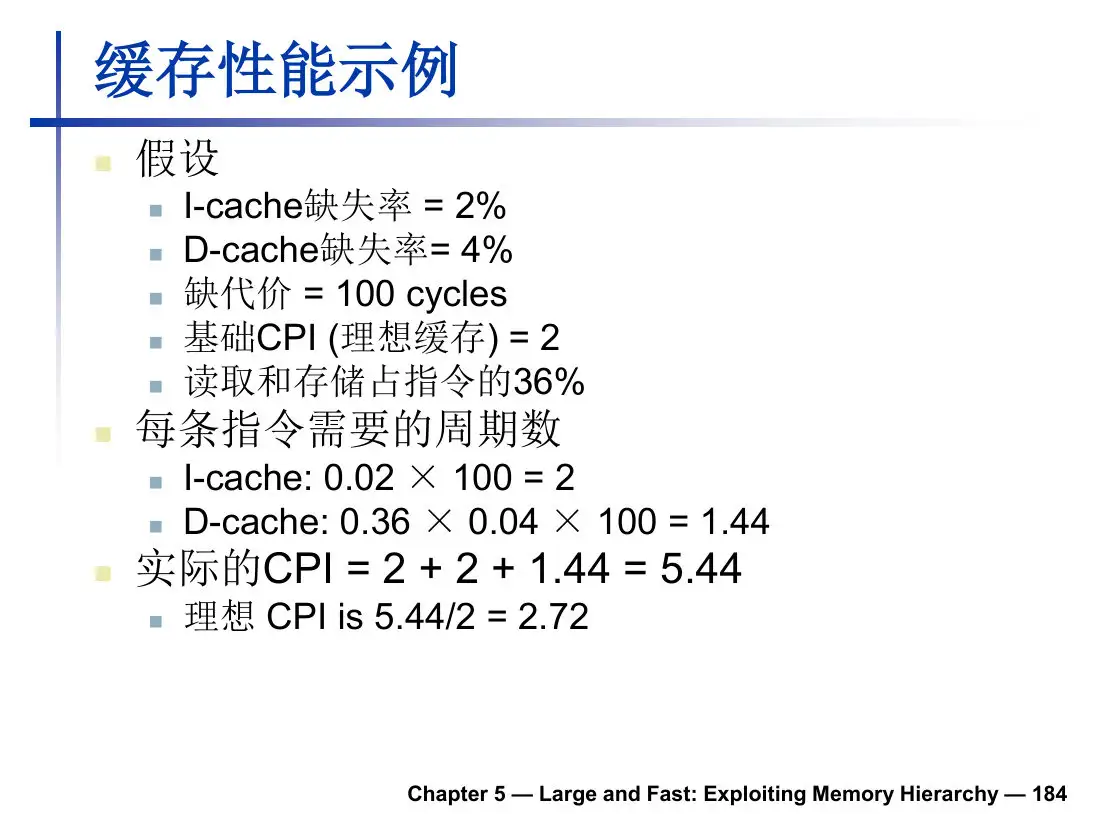 缓存性能示例
假设
I-cache缺失率 = 2%
D-cache缺失率= 4%
缺代价 = 100 cycles
基础CPI (理想缓存) = 2
读取和存储占指令的36%
每条指令需要的周期数
I-cache: 0.02 × 100 = 2
D-cache: 0.36 × 0.04 × 100 = 1.44
实际的CPI = 2 + 2 + 1.44 = 5.44
理想 CPI is 5.44/2 = 2.72
Chapter 5 — Large and Fast: Exploiting Memory Hierarchy — 184